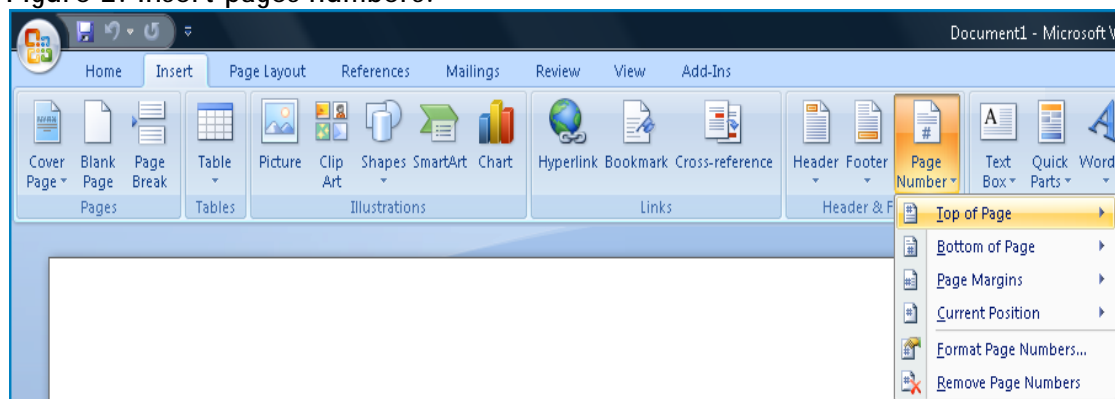 Figure 2. Insert pages numbers.
Document1 - Microsoft W
Home Insert Page Layout References Mailings Review View Add-Ins
Cover Page Blank Page Page Break Table Picture Clip Art Shapes SmartArt Chart Hyperlink Bookmark Cross-reference Header Footer Page Number Text Box Quick Parts Word
Pages Tables Illustrations Links Header & F
Top of Page
Bottom of Page
Page Margins
Current Position
Format Page Numbers...
Remove Page Numbers